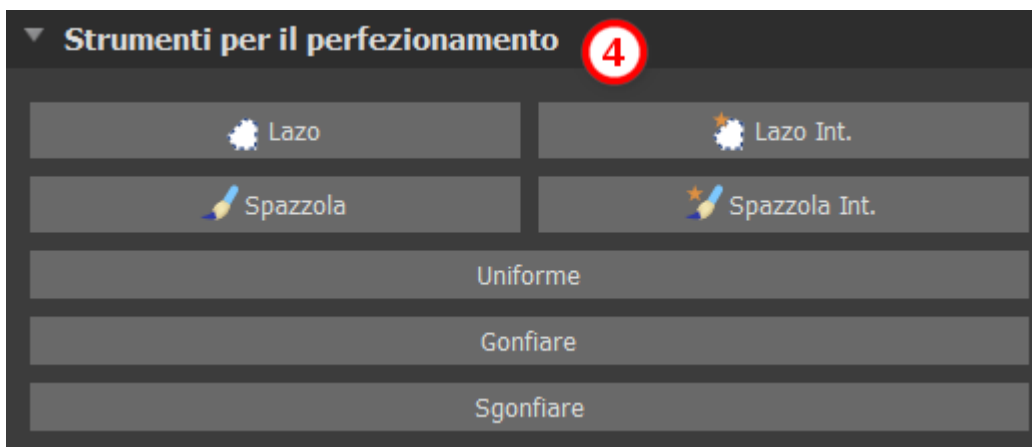 Strumenti per il perfezionamento
4
Lazo
Lazo Int.
Spazzola
Spazzola Int.
Uniforme
Gonfiare
Sgonfiare